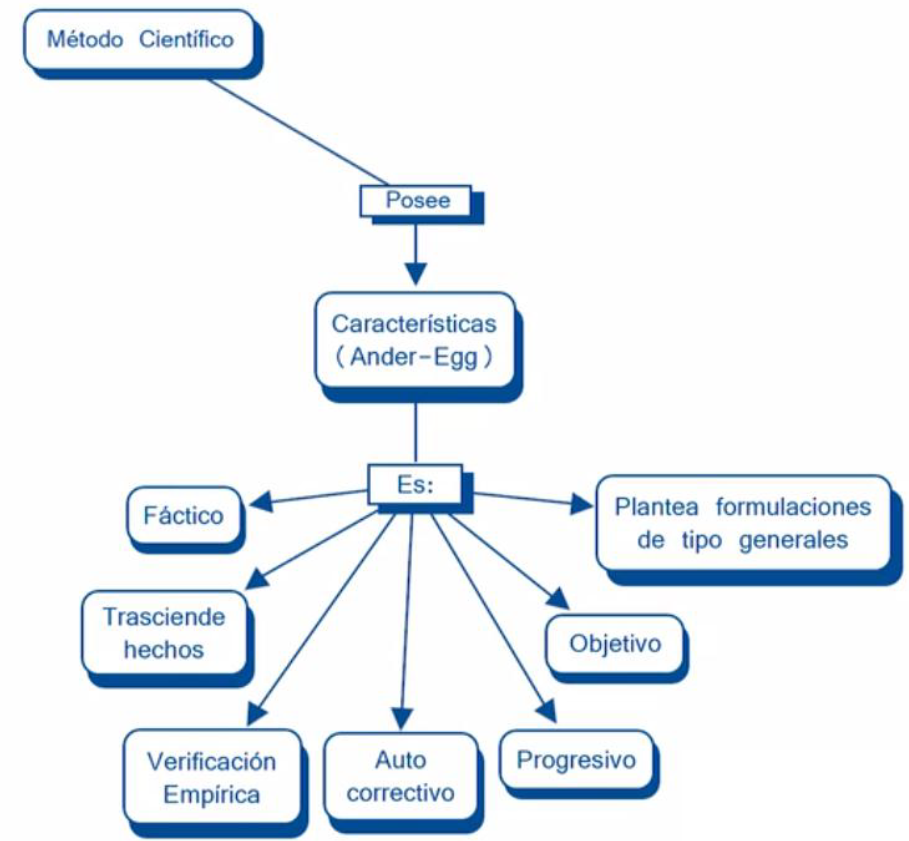 Método Científico
Posee
Características
(Ander-Egg)
Es:
Fáctico
Plantea formulaciones
de tipo generales
Trasciende
hechos
Objetivo
Verificación
Empírica
Auto
correctivo
Progresivo